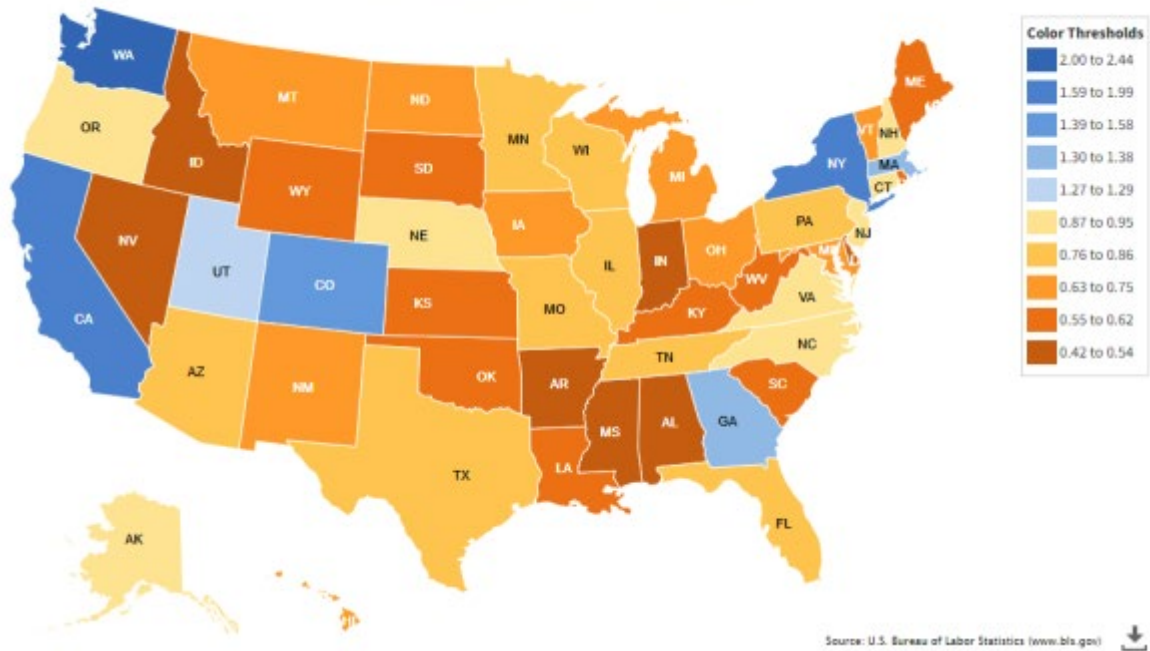 Color Thresholds
2.00 to 2.44
1.59 to 1.99
1.39 to 1.58
1.30 to 1.38
1.27 to 1.29
0.87 to 0.95
0.76 to 0.86
0.63 to 0.75
0.55 to 0.62
0.42 to 0.54
WA
MT
ND
MN
ME
OR
ID
SD
WI
VT
NH
WY
MI
NY
MA
CT
NV
NE
IA
PA
NJ
UT
CO
IL
IN
OH
KS
MO
WV
VA
CA
KY
AZ
NM
OK
AR
TN
NC
SC
MS
AL
GA
TX
LA
FL
AK
Source: U.S. Bureau of Labor Statistics (www.bls.gov)